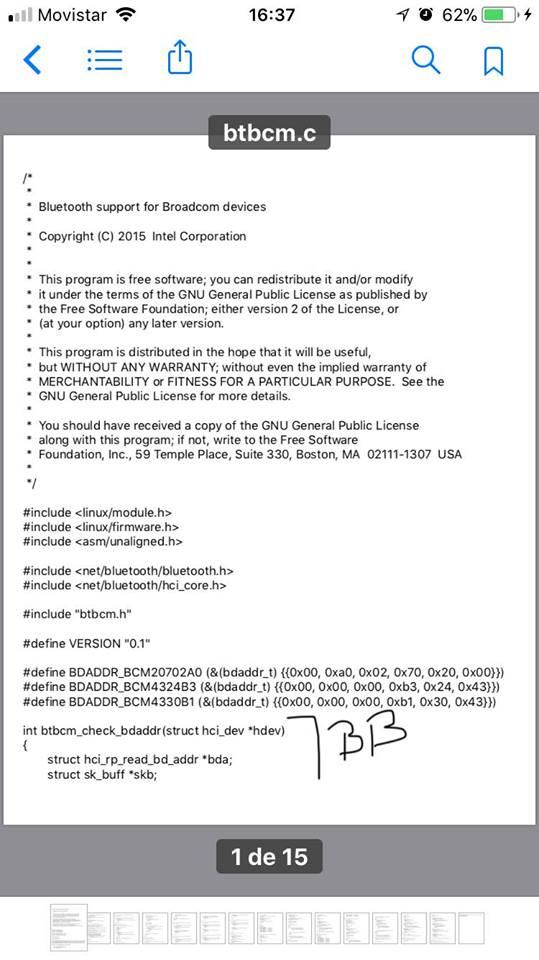 Movistar 16:37 62%
btbcm.c
/*
*
* Bluetooth support for Broadcom devices
*
* Copyright (C) 2015 Intel Corporation
*
*
* This program is free software; you can redistribute it and/or modify
* it under the terms of the GNU General Public License as published by
* the Free Software Foundation; either version 2 of the License, or
* (at your option) any later version.
*
* This program is distributed in the hope that it will be useful,
* but WITHOUT ANY WARRANTY; without even the implied warranty of
* MERCHANTABILITY or FITNESS FOR A PARTICULAR PURPOSE. See the
* GNU General Public License for more details.
*
* You should have received a copy of the GNU General Public License
* along with this program; if not, write to the Free Software
* Foundation, Inc., 59 Temple Place, Suite 330, Boston, MA 02111-1307 USA
*
*/
#include <linux/module.h>
#include <linux/firmware.h>
#include <asm/unaligned.h>
#include <net/bluetooth/bluetooth.h>
#include <net/bluetooth/hci_core.h>
#include "btbcm.h"
#define VERSION "0.1"
#define BDADDR_BCM20702A0 (&(bdaddr_t) {{0x00, 0xa0, 0x02, 0x70, 0x20, 0x00}})
#define BDADDR_BCM4324B3 (&(bdaddr_t) {{0x00, 0x00, 0x00, 0xb3, 0x24, 0x43}})
#define BDADDR_BCM4330B1 (&(bdaddr_t) {{0x00, 0x00, 0x00, 0xb1, 0x30, 0x43}})
int btbcm_check_bdaddr(struct hci_dev *hdev)
{
struct hci_rp_read_bd_addr *bda;
struct sk_buff *skb;
BB
1 de 15